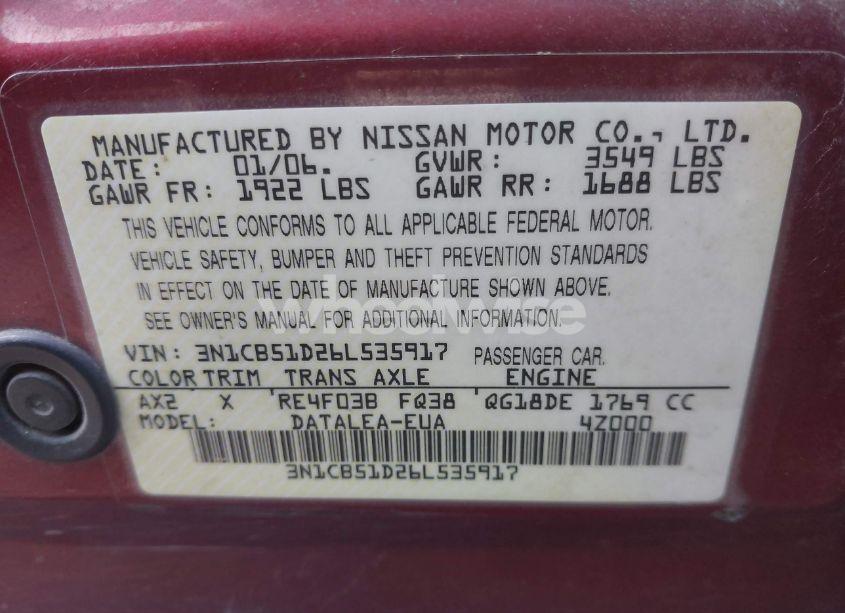 MANUFACTURED BY NISSAN MOTOR CO., LTD.
DATE: 01/06. GVWR: 3549 LBS
GAWR FR: 1922 LBS GAWR RR: 1688 LBS
THIS VEHICLE CONFORMS TO ALL APPLICABLE FEDERAL MOTOR.
VEHICLE SAFETY, BUMPER AND THEFT PREVENTION STANDARDS
IN EFFECT ON THE DATE OF MANUFACTURE SHOWN ABOVE.
SEE OWNER'S MANUAL FOR ADDITIONAL INFORMATION.
wheelwise
VIN: 3N1CB51D26L535917 PASSENGER CAR.
COLOR TRIM TRANS AXLE ENGINE
AX2 X RE4F03B FQ38 QG18DE 1769 CC
MODEL: DATALEA-EUA 4Z000
3N1CB51D26L535917